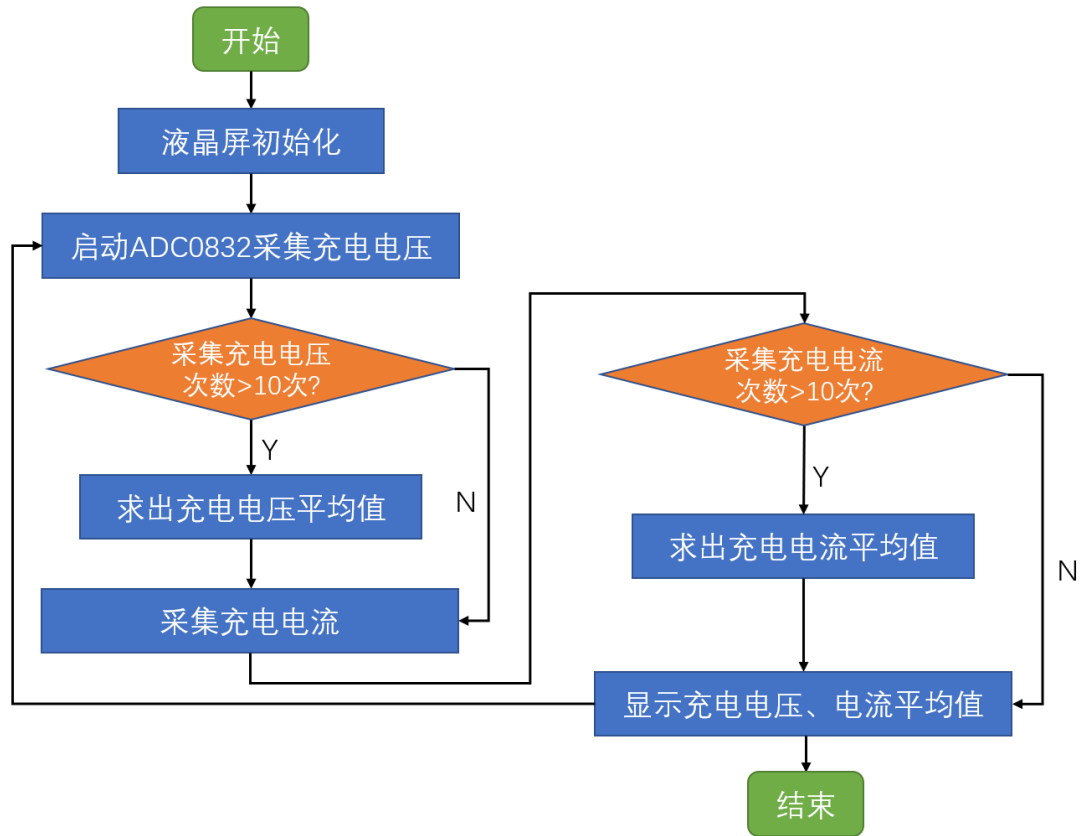 开始
液晶屏初始化
启动ADC0832采集充电电压
采集充电电压
次数>10次?
Y
N
求出充电电压平均值
采集充电电流
采集充电电流
次数>10次?
Y
N
求出充电电流平均值
显示充电电压、电流平均值
结束